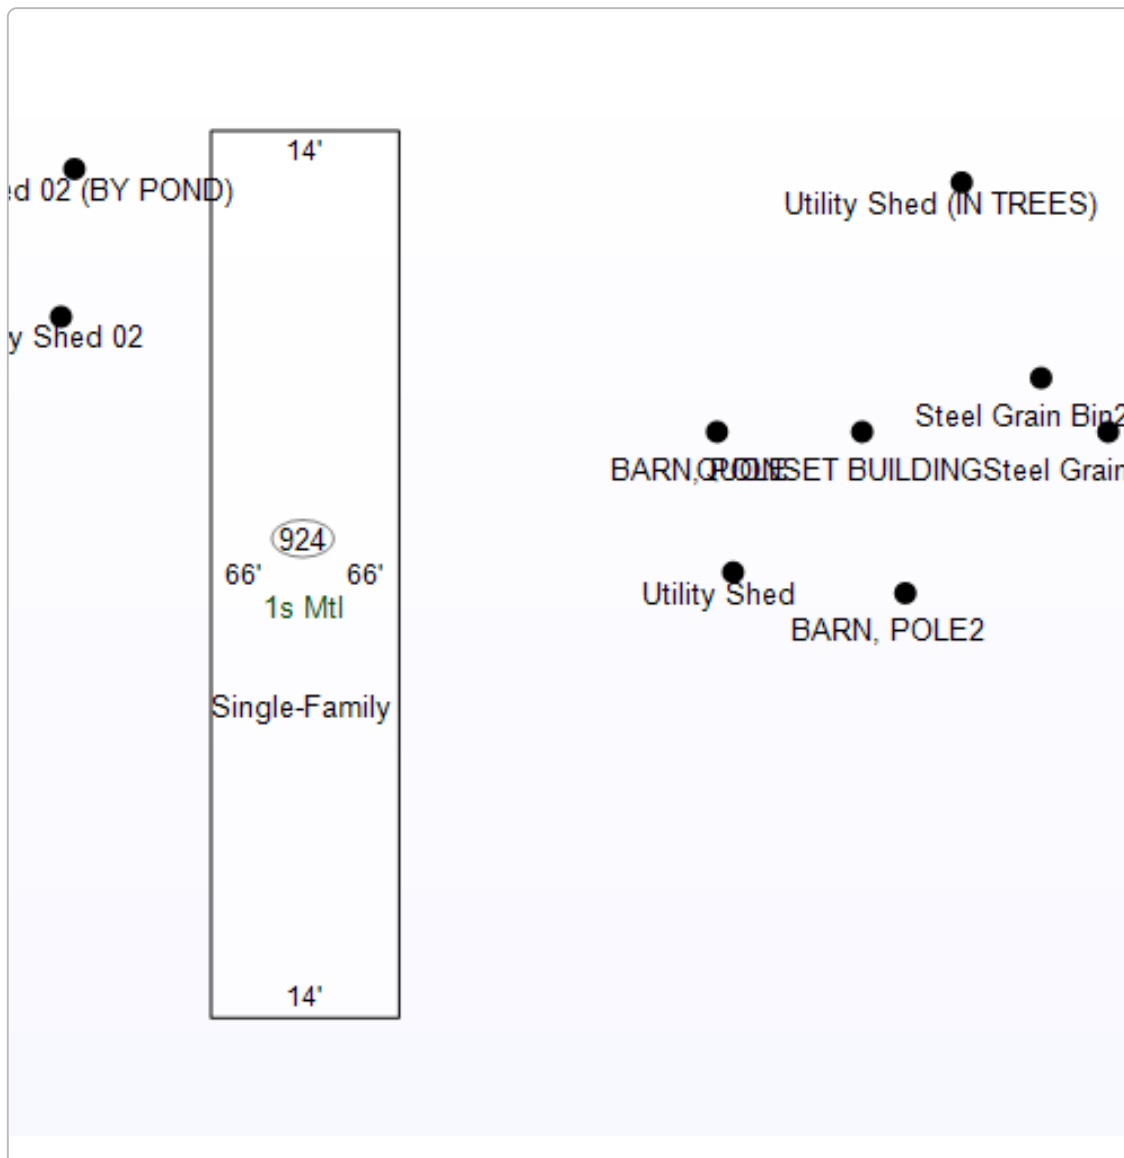 14'
ed 02 (BY POND)
Utility Shed (IN TREES)
y Shed 02
Steel Grain Bin2
BARN, POLE
QUONSET BUILDING
Steel Grain
924
66'
66'
1s Mtl
Utility Shed
BARN, POLE2
Single-Family
14'